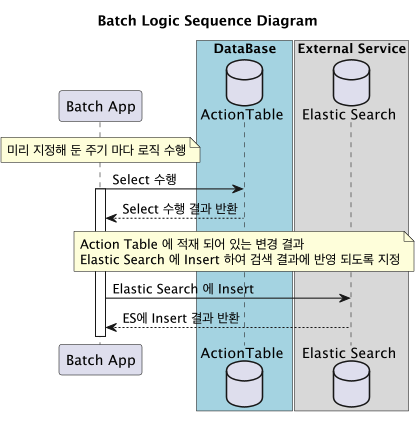 Batch Logic Sequence Diagram
DataBase
External Service
Batch App
ActionTable
Elastic Search
미리 지정해 둔 주기 마다 로직 수행
Select 수행
Select 수행 결과 반환
Action Table 에 적재 되어 있는 변경 결과
Elastic Search 에 Insert 하여 검색 결과에 반영 되도록 지정
Elastic Search 에 Insert
ES에 Insert 결과 반환
Batch App
ActionTable
Elastic Search